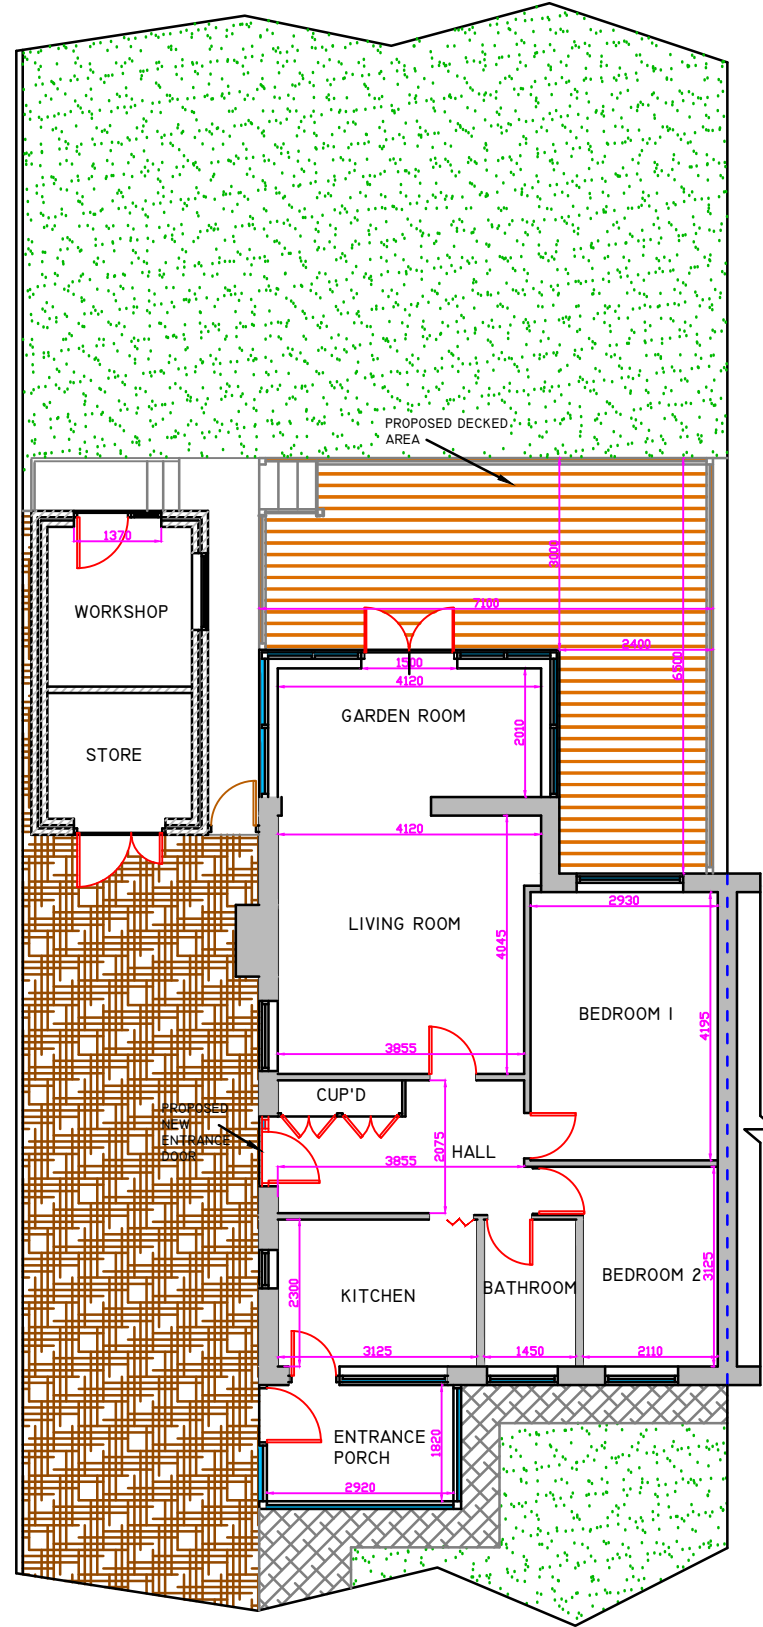 PROPOSED DECKED
AREA
1370
3000
WORKSHOP
7100
2400
6500
1500
4120
GARDEN ROOM
2010
STORE
4120
2930
LIVING ROOM
4045
BEDROOM 1
4195
3855
CUP'D
PROPOSED
NEW
ENTRANCE
DOOR
2075
HALL
3855
3125
BEDROOM 2
2300
BATHROOM
KITCHEN
3125
1450
2110
ENTRANCE
PORCH
1820
2920